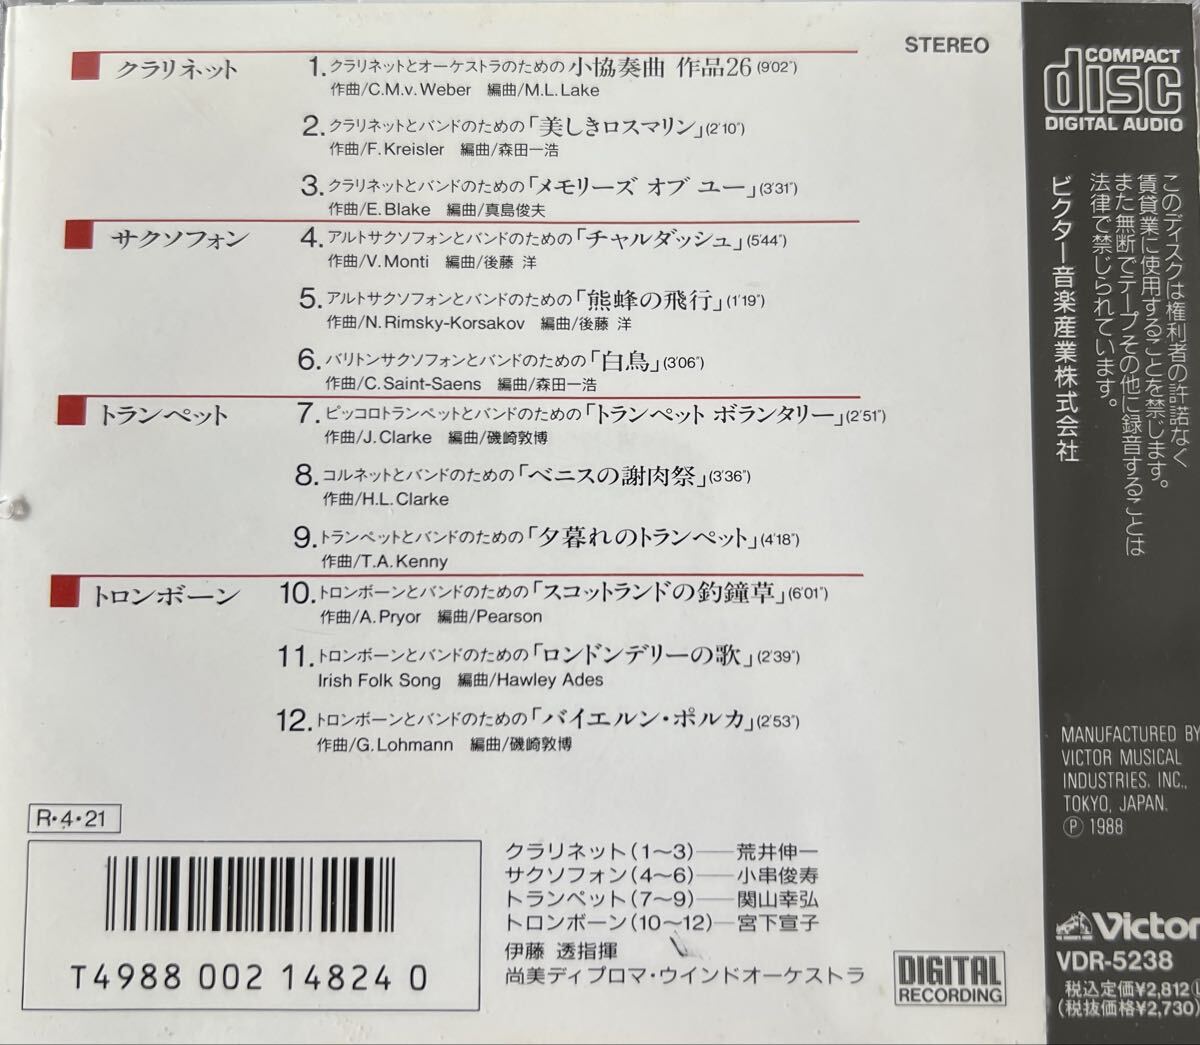 STEREO
クラリネット
1.クラリネットとオーケストラのための 小協奏曲 作品26 (9'02")
作曲/C.M.v. Weber 編曲/M.L. Lake
2.クラリネットとバンドのための「美しきロスマリン」(2'10")
作曲/F. Kreisler 編曲/森田一浩
3.クラリネットとバンドのための「メモリーズ オブ ユー」(3'31")
作曲/E. Blake 編曲/真島俊夫
サクソフォン
4.アルトサクソフォンとバンドのための「チャルダッシュ」(5'44")
作曲/V. Monti 編曲/後藤 洋
5.アルトサクソフォンとバンドのための「熊蜂の飛行」(1'19")
作曲/N. Rimsky-Korsakov 編曲/後藤 洋
6.バリトンサクソフォンとバンドのための「白鳥」(3'06")
作曲/C. Saint-Saens 編曲/森田一浩
トランペット
7.ピッコロトランペットとバンドのための「トランペット ボランタリー」(2'51")
作曲/J. Clarke 編曲/磯崎敦博
8.コルネットとバンドのための「ベニスの謝肉祭」(3'36")
作曲/H.L. Clarke
9.トランペットとバンドのための「夕暮れのトランペット」(4'18")
作曲/T.A. Kenny
トロンボーン
10.トロンボーンとバンドのための「スコットランドの釣鐘草」(6'01")
作曲/A. Pryor 編曲/Pearson
11.トロンボーンとバンドのための「ロンドンデリーの歌」(2'39")
Irish Folk Song 編曲/Hawley Ades
12.トロンボーンとバンドのための「バイエルン・ポルカ」(2'53")
作曲/G. Lohmann 編曲/磯崎敦博
R・4・21
T4988 002 148240
クラリネット(1〜3)——荒井伸一
サクソフォン(4〜6)——小串俊寿
トランペット(7〜9)——関山幸弘
トロンボーン(10〜12)——宮下宣子
伊藤 透指揮
尚美ディプロマ・ウインドオーケストラ
DIGITAL
RECORDING
COMPACT
disc
DIGITAL AUDIO
このディスクは権利者の許諾なく
賃貸業に使用することを禁じます。
また無断でテープその他に録音することは
法律で禁じられています。
ビクター音楽産業株式会社
MANUFACTURED BY
VICTOR MUSICAL
INDUSTRIES, INC.,
TOKYO, JAPAN.
Ⓟ 1988
Victor
VDR-5238
税込定価¥2,812Ⓛ
(税抜価格¥2,730)